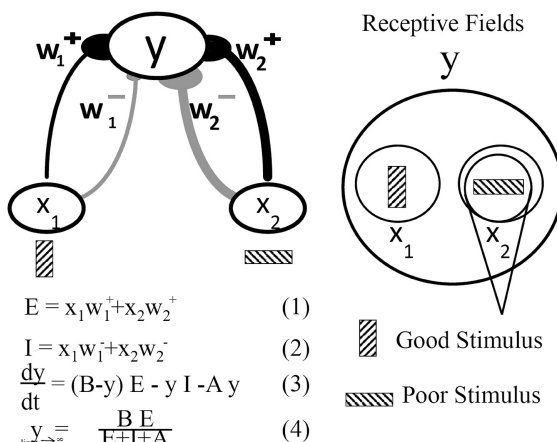 Receptive Fields
y
y
w₁⁺
w₂⁺
w₁⁻
w₂⁻
x₁
x₂
x₁
x₂
E = x₁w₁⁺+x₂w₂⁺ (1)
I = x₁w₁⁻+x₂w₂⁻ (2)
dy/dt = (B-y) E - y I -A y (3)
y = B E / E+I+A (4)
Good Stimulus
Poor Stimulus